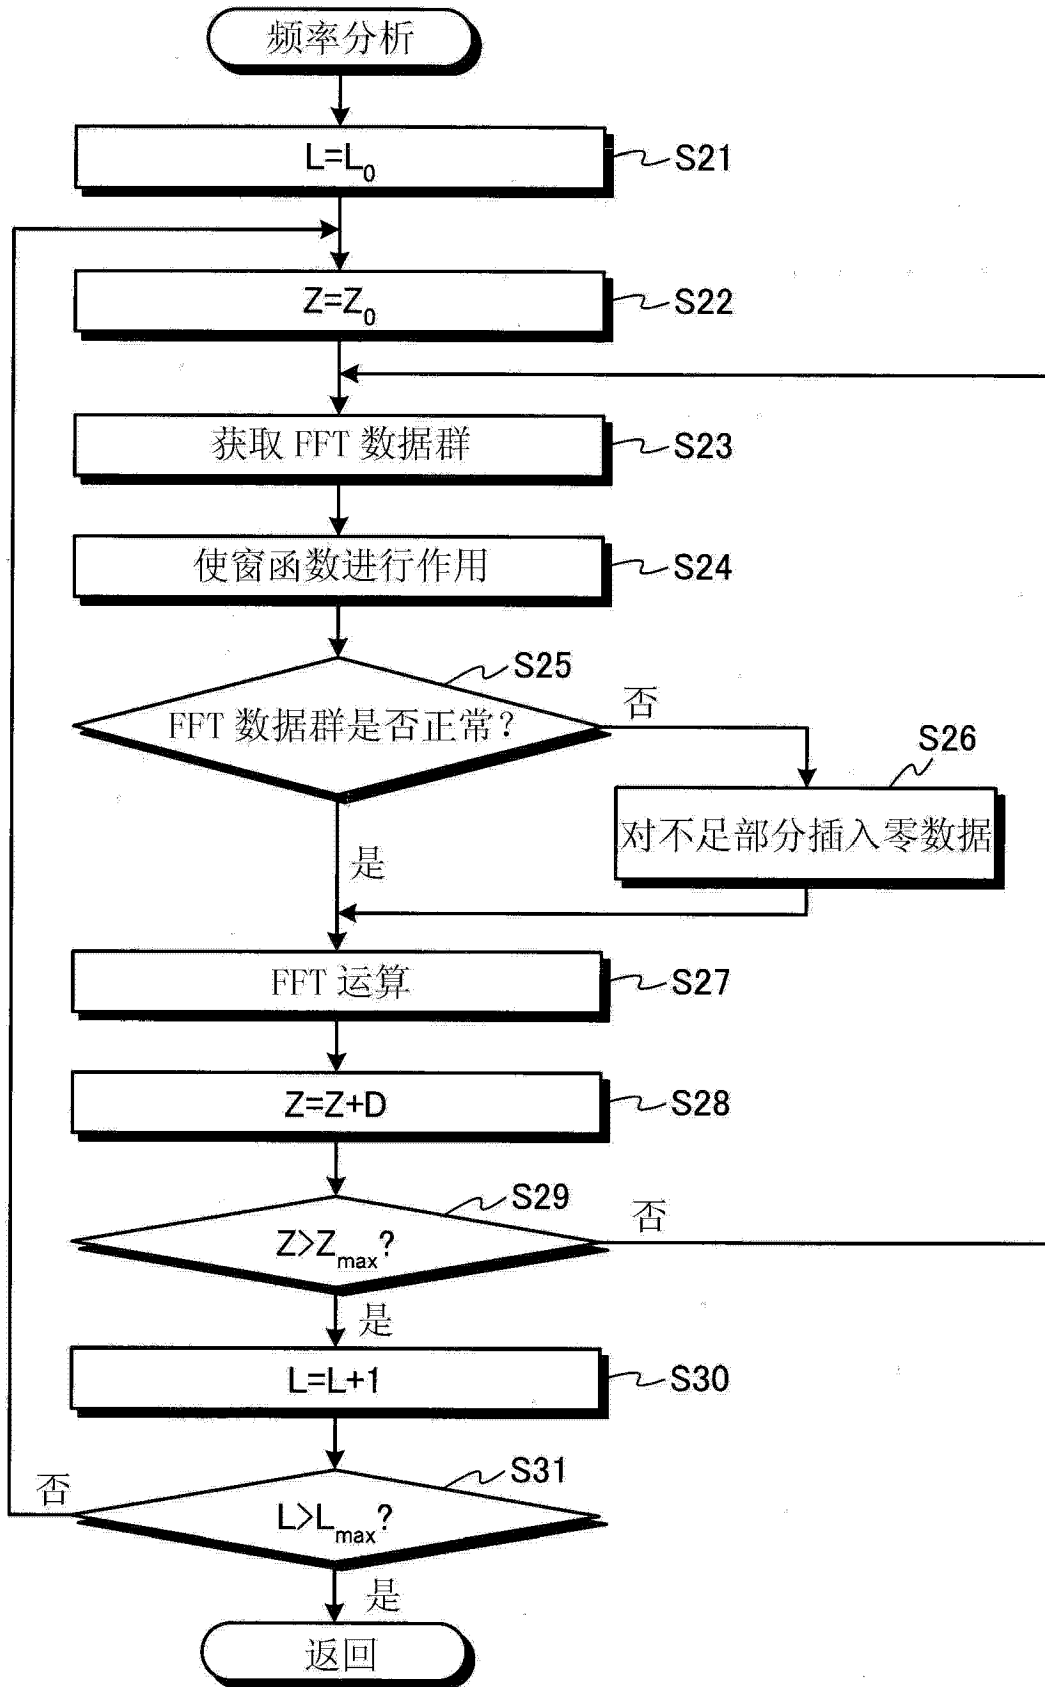 频率分析
L=L₀
S21
Z=Z₀
S22
获取 FFT 数据群
S23
使窗函数进行作用
S24
S25
FFT 数据群是否正常？
否
S26
对不足部分插入零数据
是
FFT 运算
S27
Z=Z+D
S28
S29
Z>Zmax?
否
是
L=L+1
S30
S31
L>Lmax?
否
是
返回